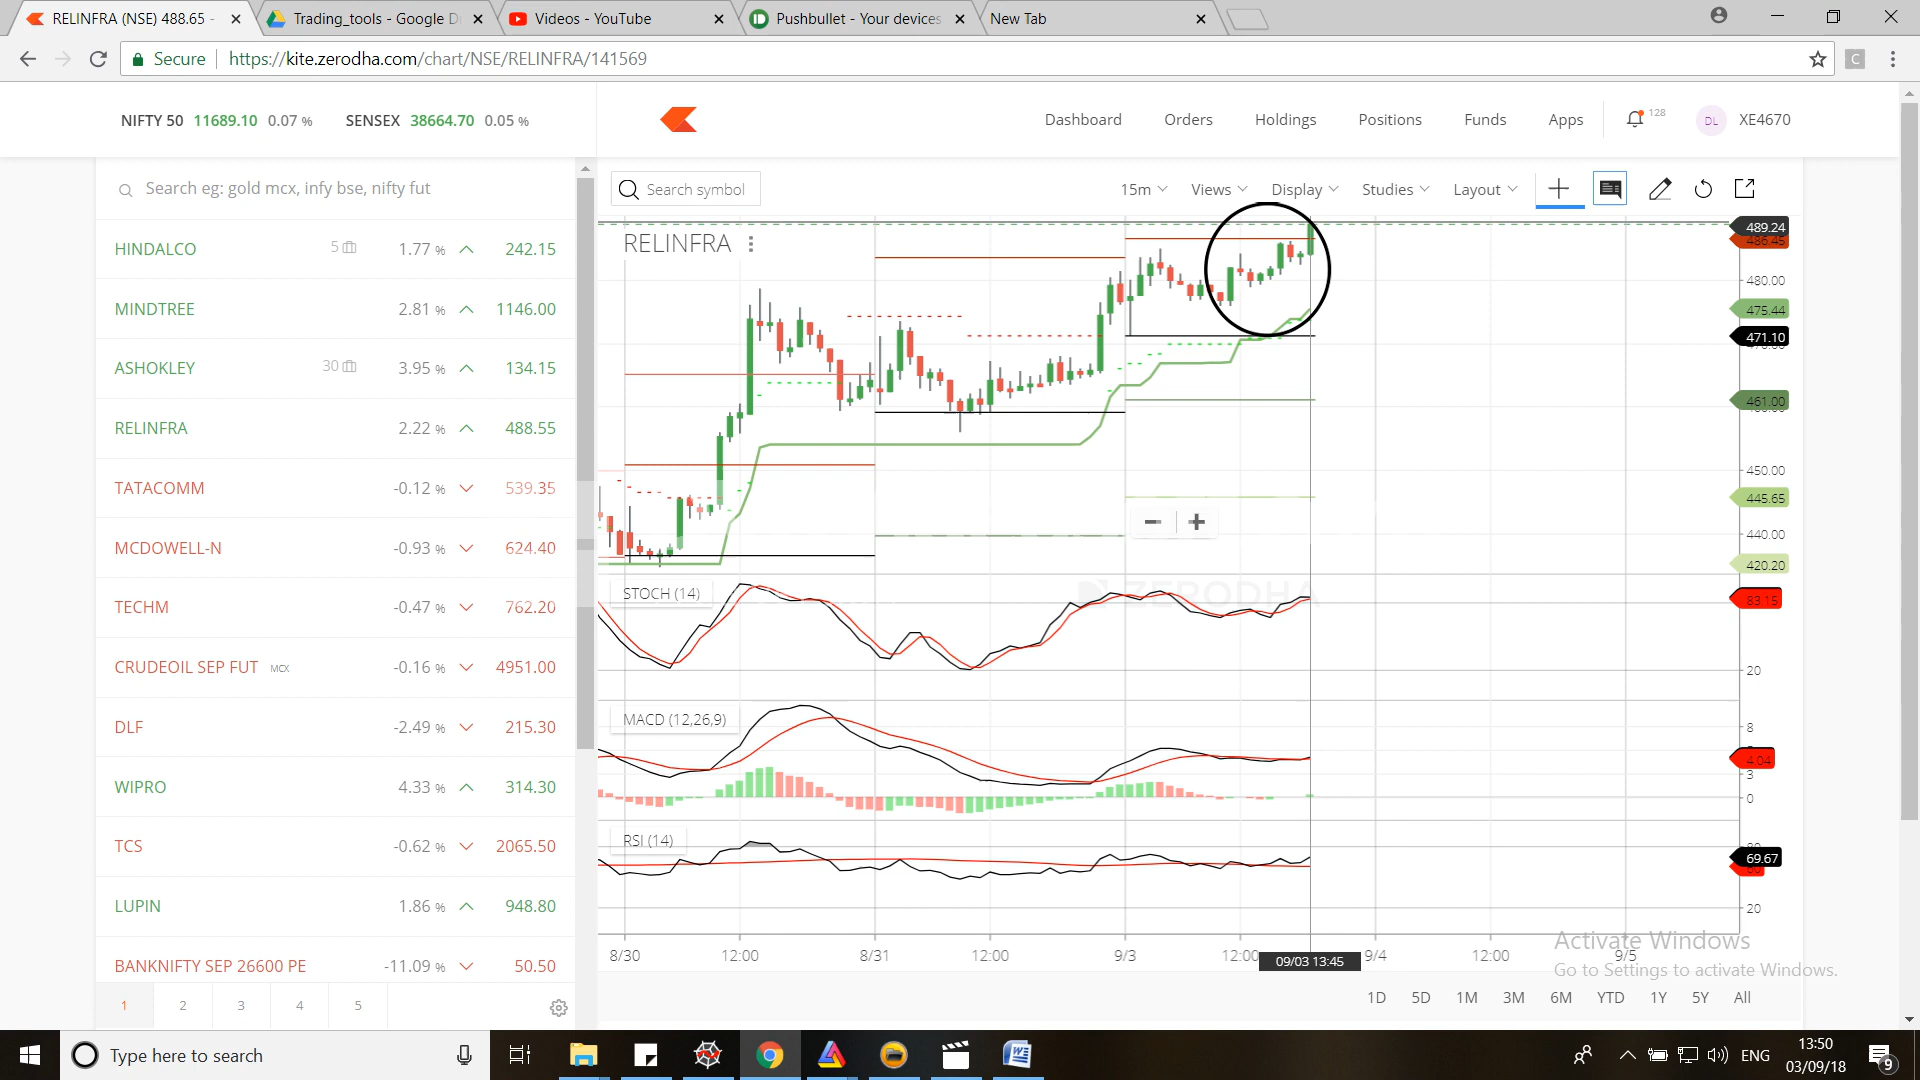 RELINFRA (NSE) 488.65 -
Trading_tools - Google D
Videos - YouTube
Pushbullet - Your devices
New Tab
Secure
https://kite.zerodha.com/chart/NSE/RELINFRA/141569
C
NIFTY 50 11689.10 0.07 %
SENSEX 38664.70 0.05 %
Dashboard
Orders
Holdings
Positions
Funds
Apps
128
DL
XE4670
Search eg: gold mcx, infy bse, nifty fut
HINDALCO 5 1.77 % 242.15
MINDTREE 2.81 % 1146.00
ASHOKLEY 30 3.95 % 134.15
RELINFRA 2.22 % 488.55
TATACOMM -0.12 % 539.35
MCDOWELL-N -0.93 % 624.40
TECHM -0.47 % 762.20
CRUDEOIL SEP FUT MCX -0.16 % 4951.00
DLF -2.49 % 215.30
WIPRO 4.33 % 314.30
TCS -0.62 % 2065.50
LUPIN 1.86 % 948.80
BANKNIFTY SEP 26600 PE -11.09 % 50.50
1 2 3 4 5
Search symbol
15m
Views
Display
Studies
Layout
RELINFRA
489.24
486.45
480.00
475.44
471.10
461.00
450.00
445.65
440.00
420.20
ZERODHA
STOCH (14)
83.15
20
MACD (12,26,9)
8
4.04
3
0
RSI (14)
69.67
20
8/30 12:00 8/31 12:00 9/3 12:00 09/03 13:45 9/4 12:00 9/5
Activate Windows
Go to Settings to activate Windows.
1D 5D 1M 3M 6M YTD 1Y 5Y All
Type here to search
ENG
13:50
03/09/18
9